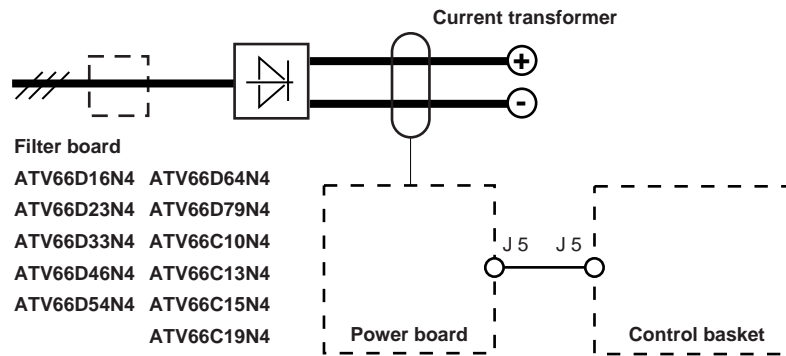 Current transformer
+
-
Filter board
ATV66D16N4 ATV66D64N4
ATV66D23N4 ATV66D79N4
ATV66D33N4 ATV66C10N4
ATV66D46N4 ATV66C13N4
ATV66D54N4 ATV66C15N4
ATV66C19N4
J 5 J 5
Power board Control basket